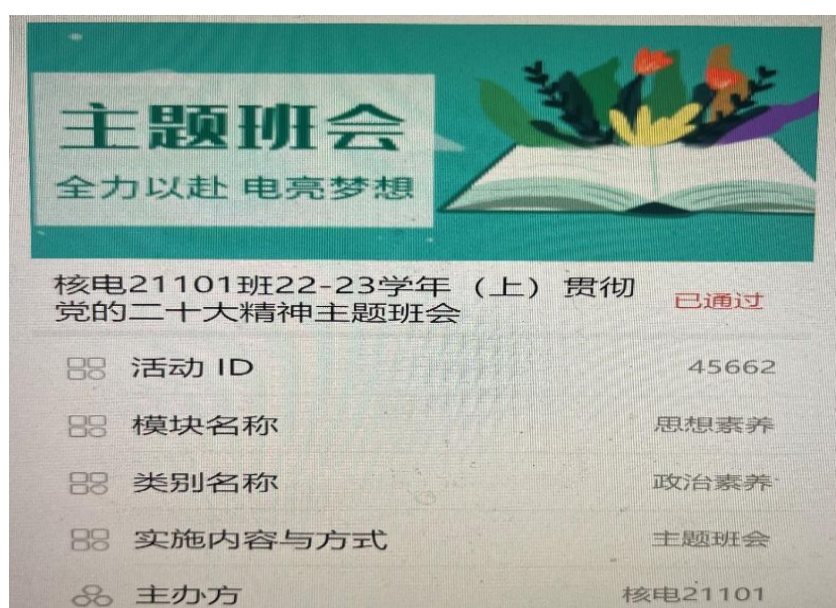 主题班会
全力以赴 电亮梦想
核电21101班22-23学年（上）贯彻
党的二十大精神主题班会
已通过
活动 ID
45662
模块名称
思想素养
类别名称
政治素养
实施内容与方式
主题班会
主办方
核电21101